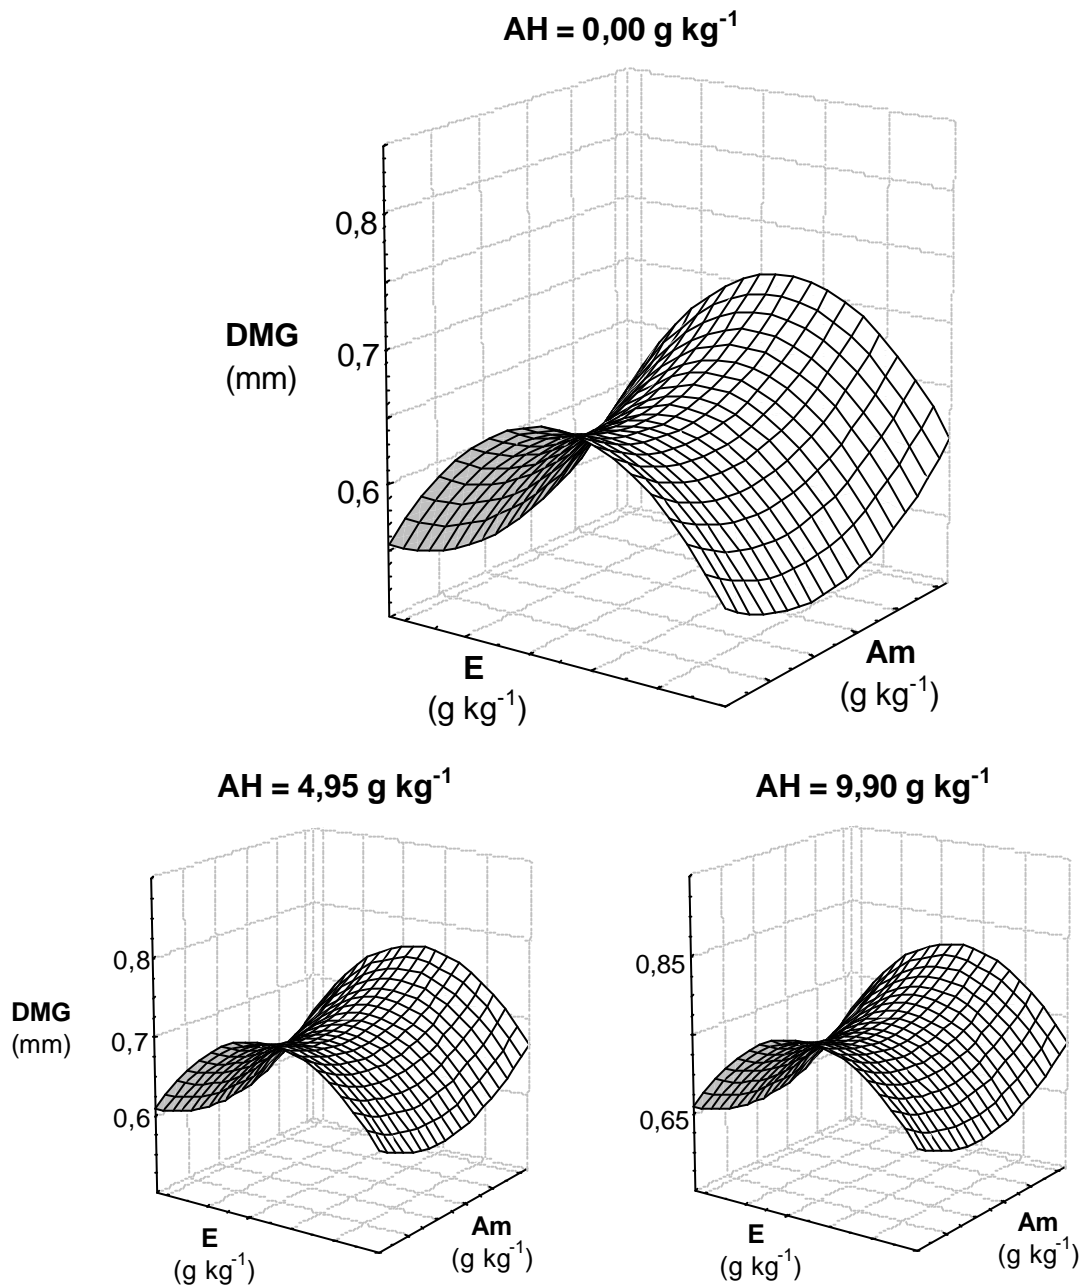 AH = 0,00 g kg⁻¹
0,8
DMG
(mm)
0,7
0,6
E
(g kg⁻¹)
Am
(g kg⁻¹)
AH = 4,95 g kg⁻¹
0,8
DMG
(mm)
0,7
0,6
E
(g kg⁻¹)
Am
(g kg⁻¹)
AH = 9,90 g kg⁻¹
0,85
0,65
E
(g kg⁻¹)
Am
(g kg⁻¹)